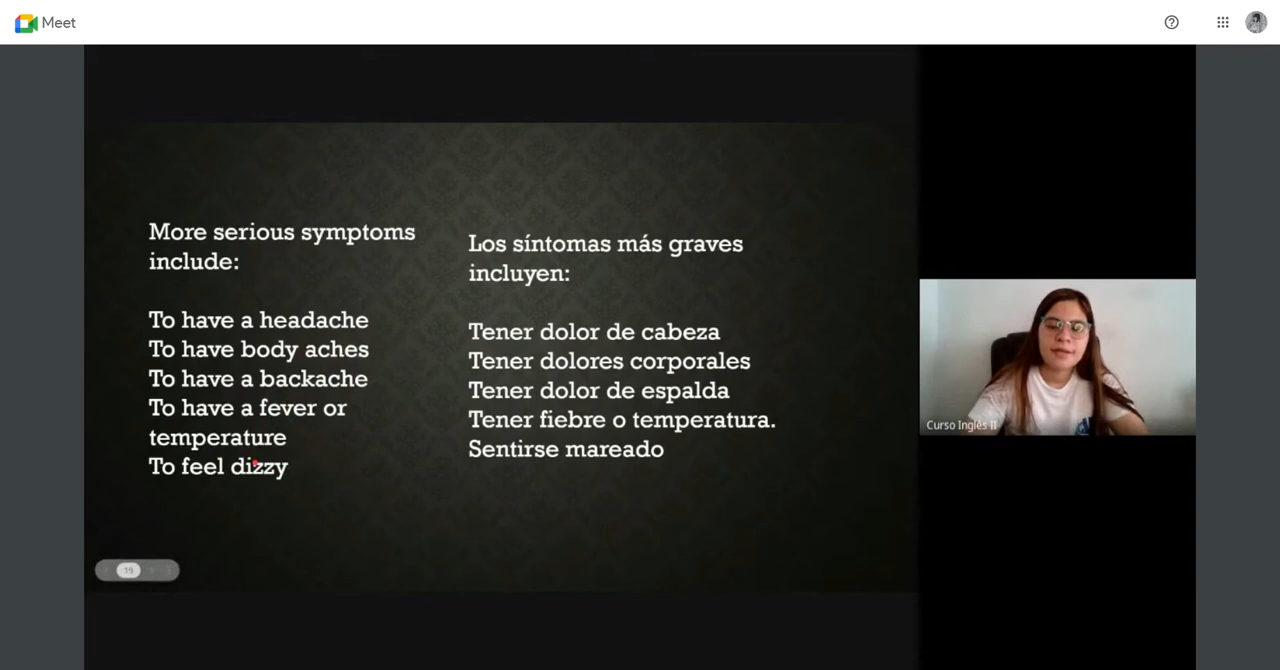 Meet
More serious symptoms
include:
To have a headache
To have body aches
To have a backache
To have a fever or
temperature
To feel dizzy
Los síntomas más graves
incluyen:
Tener dolor de cabeza
Tener dolores corporales
Tener dolor de espalda
Tener fiebre o temperatura.
Sentirse mareado
Curso Inglés II
19